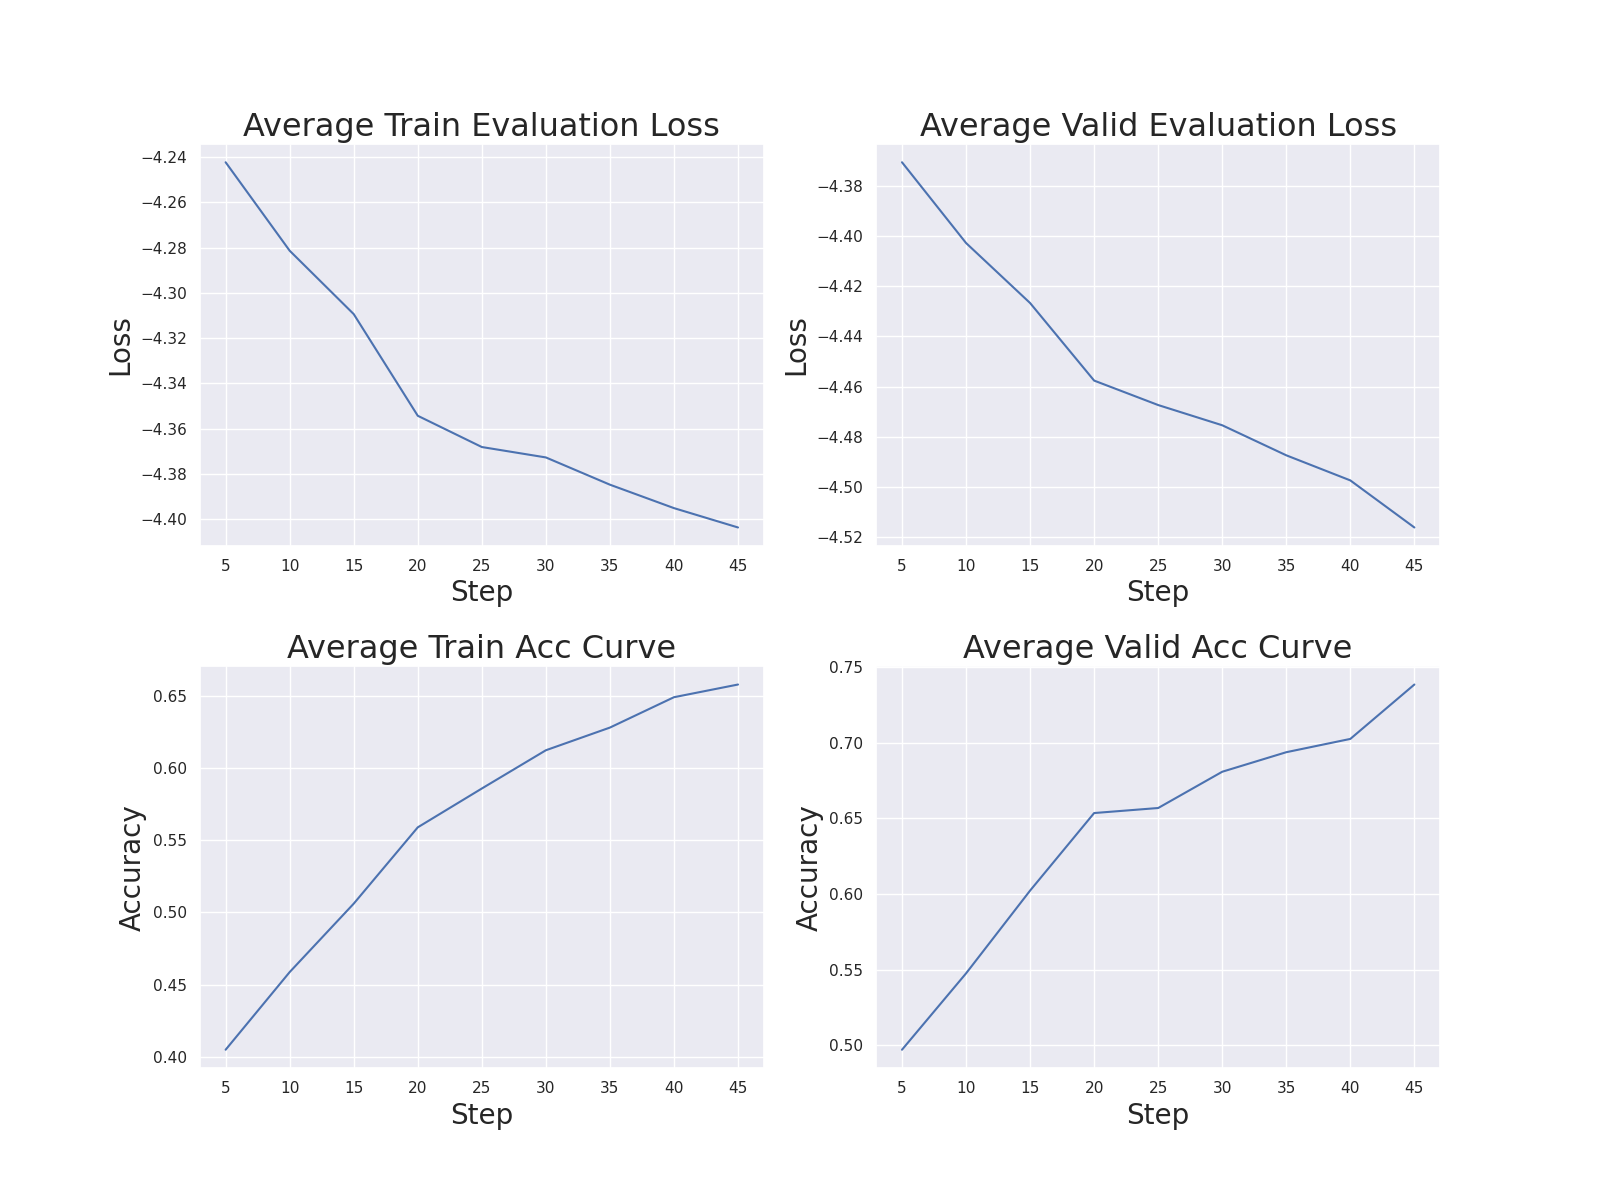 Average Train Evaluation Loss
−4.24
−4.26
−4.28
−4.30
−4.32
−4.34
−4.36
−4.38
−4.40
Loss
5 10 15 20 25 30 35 40 45
Step
Average Valid Evaluation Loss
−4.38
−4.40
−4.42
−4.44
−4.46
−4.48
−4.50
−4.52
Loss
5 10 15 20 25 30 35 40 45
Step
Average Train Acc Curve
0.65
0.60
0.55
0.50
0.45
0.40
Accuracy
5 10 15 20 25 30 35 40 45
Step
Average Valid Acc Curve
0.75
0.70
0.65
0.60
0.55
0.50
Accuracy
5 10 15 20 25 30 35 40 45
Step